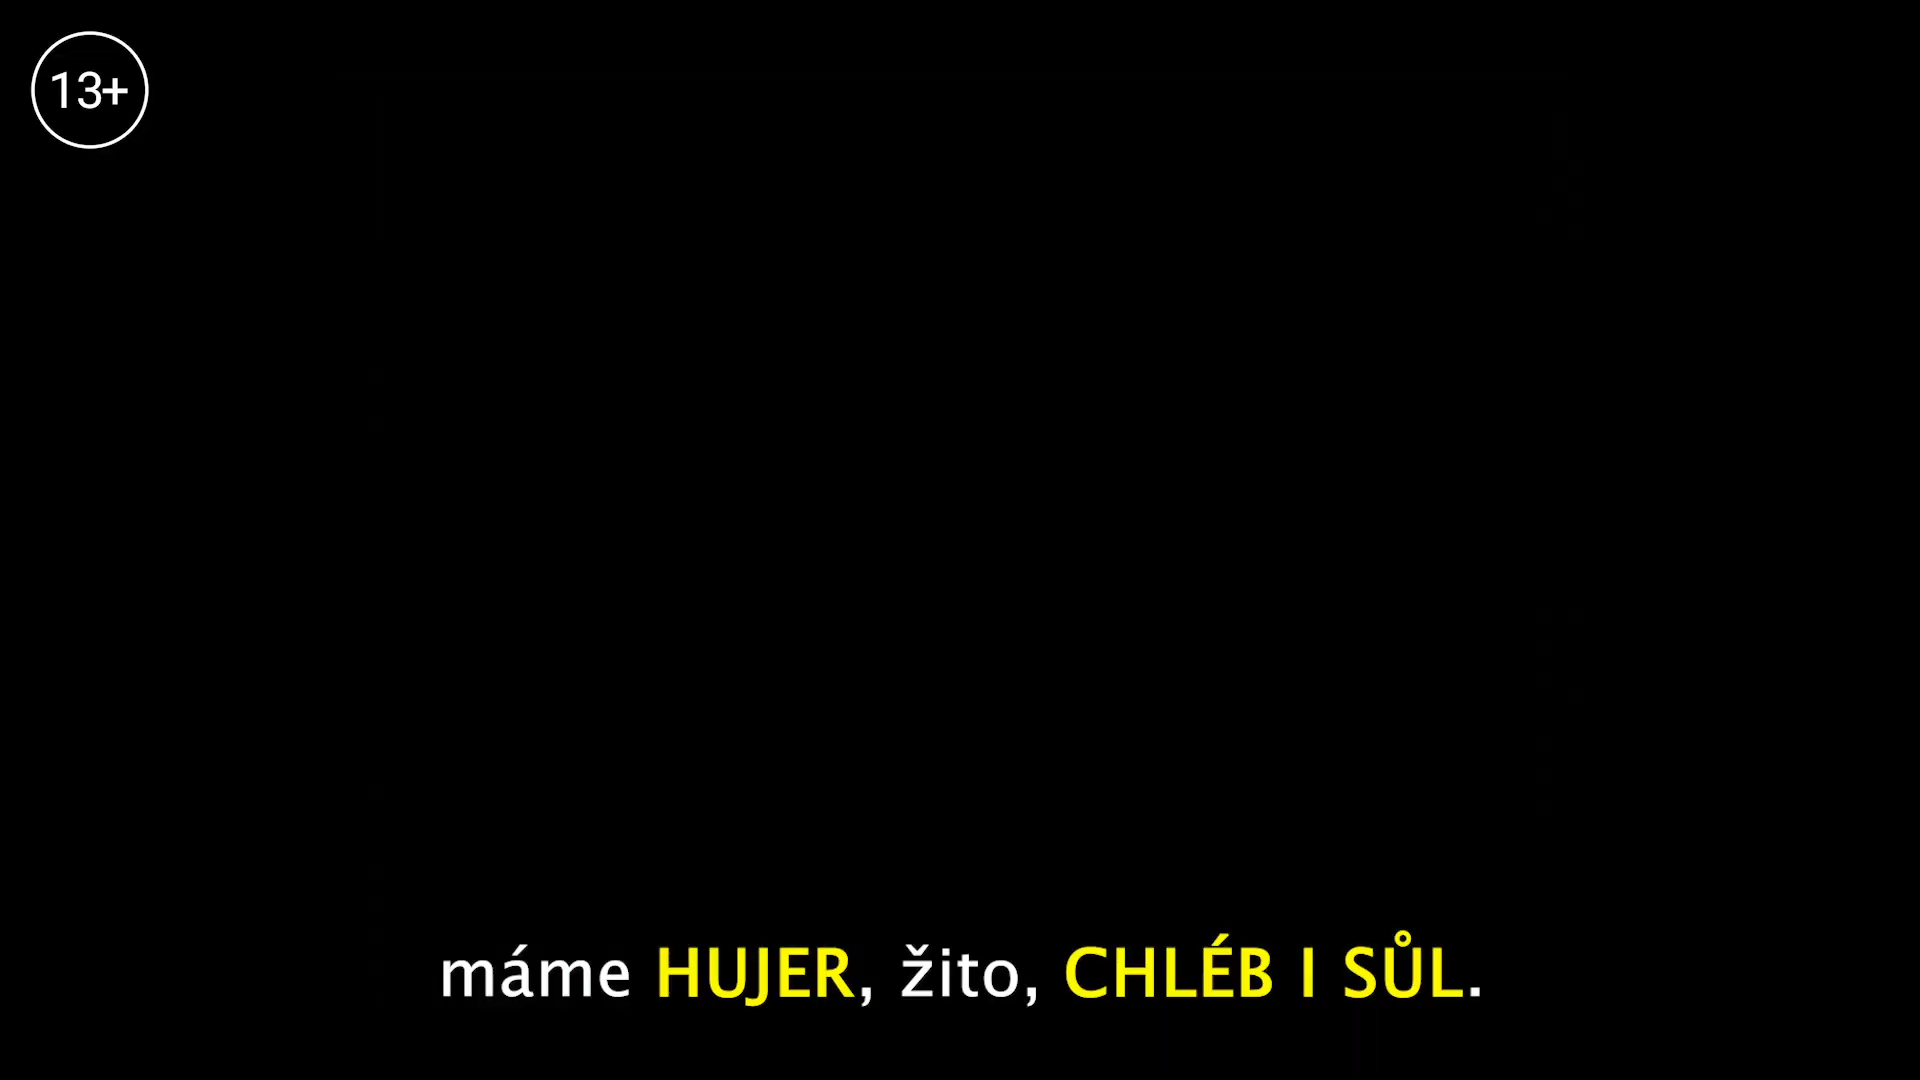 13+
máme HUJER, žito, CHLÉB I SŮL.